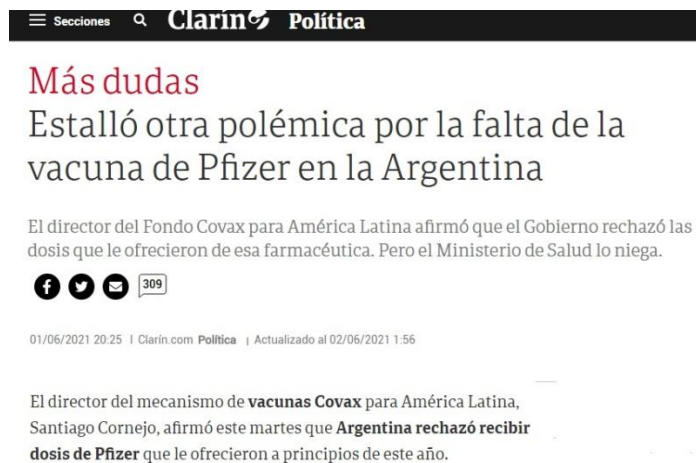 Secciones Clarín Política
Más dudas
Estalló otra polémica por la falta de la
vacuna de Pfizer en la Argentina
El director del Fondo Covax para América Latina afirmó que el Gobierno rechazó las
dosis que le ofrecieron de esa farmacéutica. Pero el Ministerio de Salud lo niega.
309
01/06/2021 20:25 | Clarín.com Política | Actualizado al 02/06/2021 1:56
El director del mecanismo de vacunas Covax para América Latina,
Santiago Cornejo, afirmó este martes que Argentina rechazó recibir
dosis de Pfizer que le ofrecieron a principios de este año.